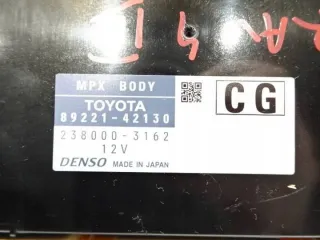 MPX BODY
TOYOTA
89221-42130
CG
238000-3162
12V
DENSO MADE IN JAPAN